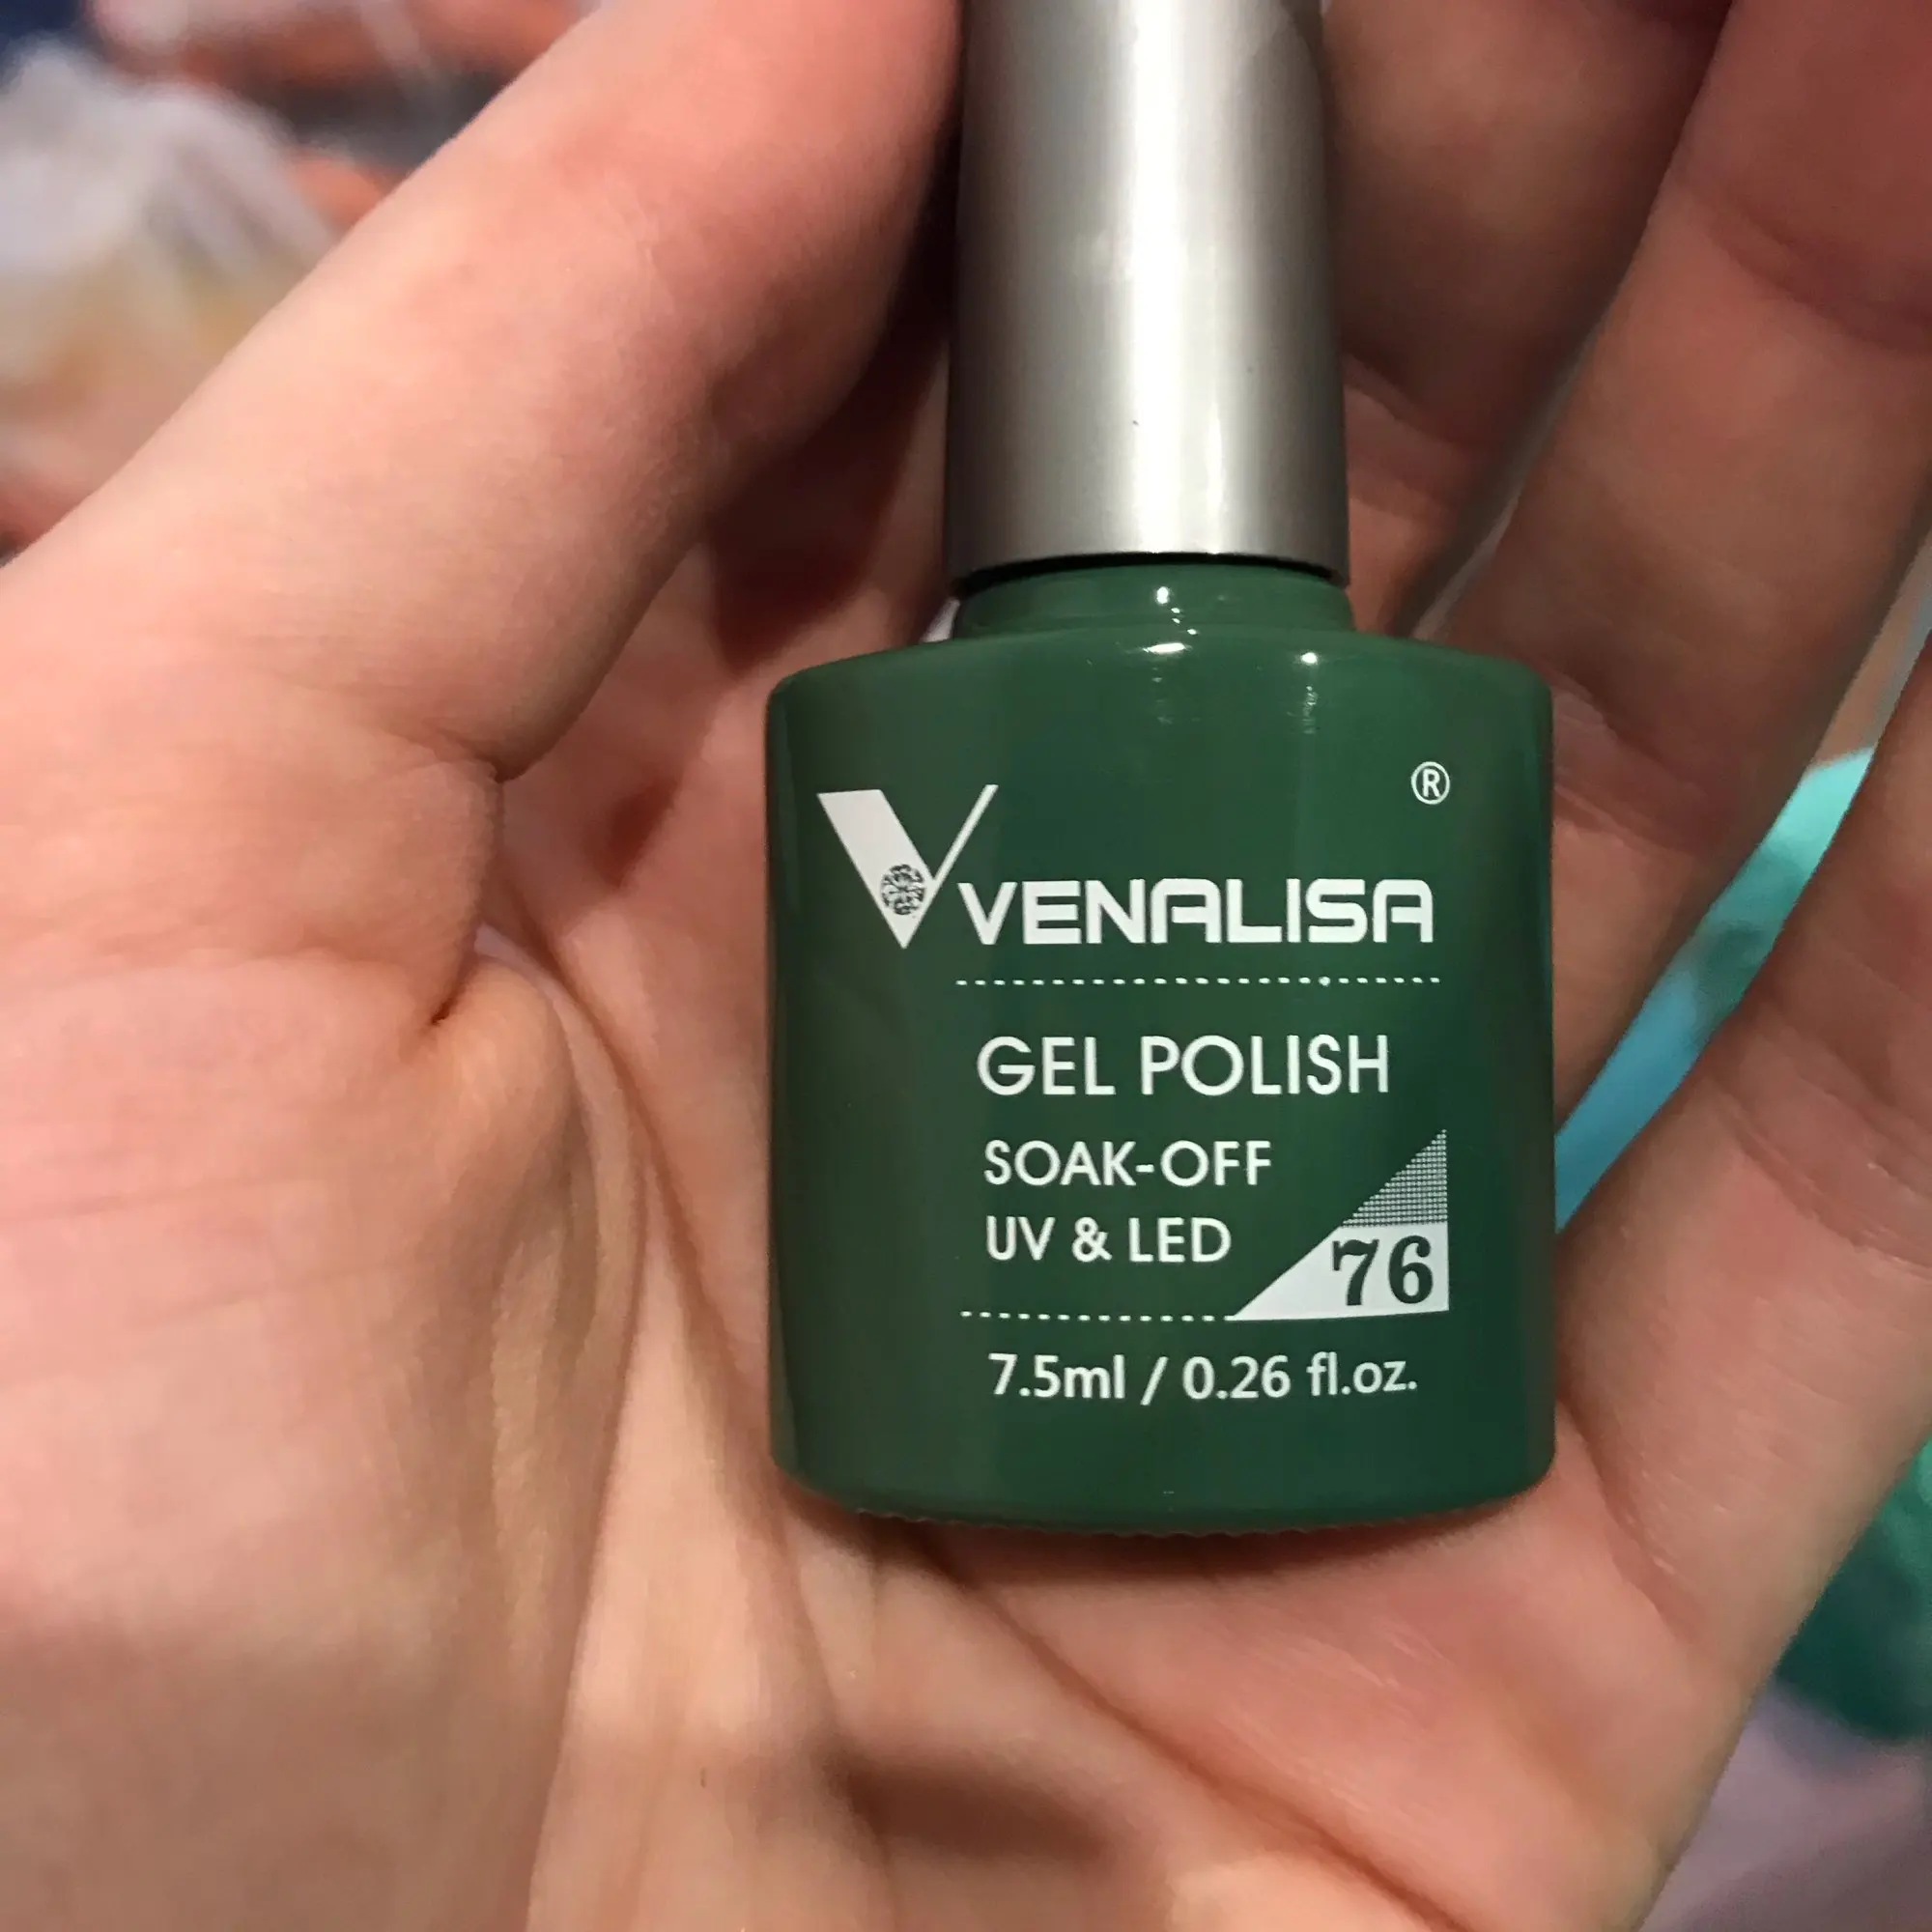 ®
VENALISA
GEL POLISH
SOAK-OFF
UV & LED
76
7.5ml / 0.26 fl.oz.